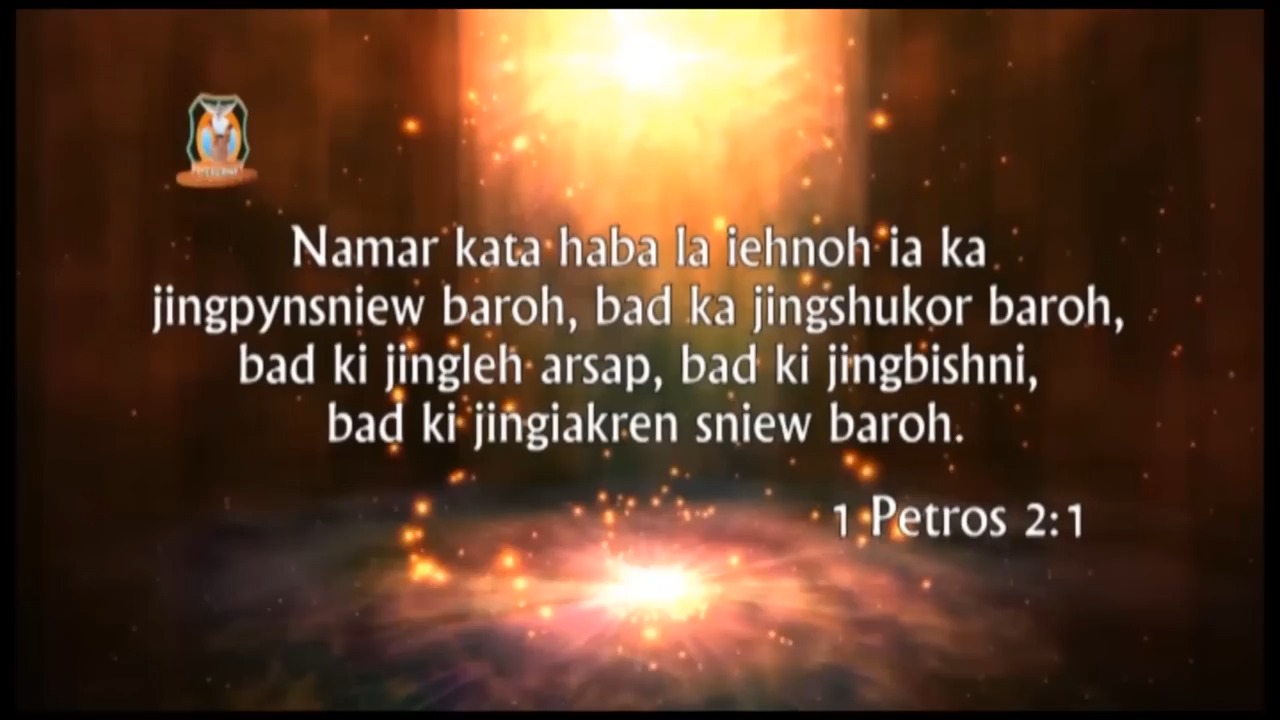 Namar kata haba la iehnoh ia ka
jingpynsniew baroh, bad ka jingshukor baroh,
bad ki jingleh arsap, bad ki jingbishni,
bad ki jingiakren sniew baroh.
1 Petros 2:1